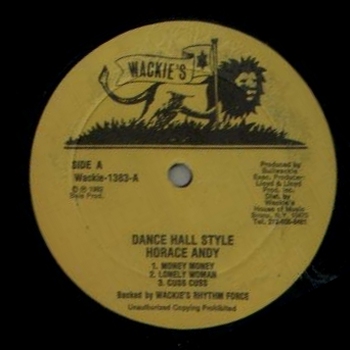 WACKIE'S
SIDE A
Wackie-1383-A
Produced by
Bullwackie
Exec. Producer
Lloyd & Lloyd
Prod. Inc.
Dist. by
Wackie's
House of Music
Bronx, N.Y. 10470
DANCE HALL STYLE
HORACE ANDY
1. MONEY MONEY
2. LONELY WOMAN
3. CUSS CUSS
Backed by WACKIE'S RHYTHM FORCE
Unauthorized Copying Prohibited